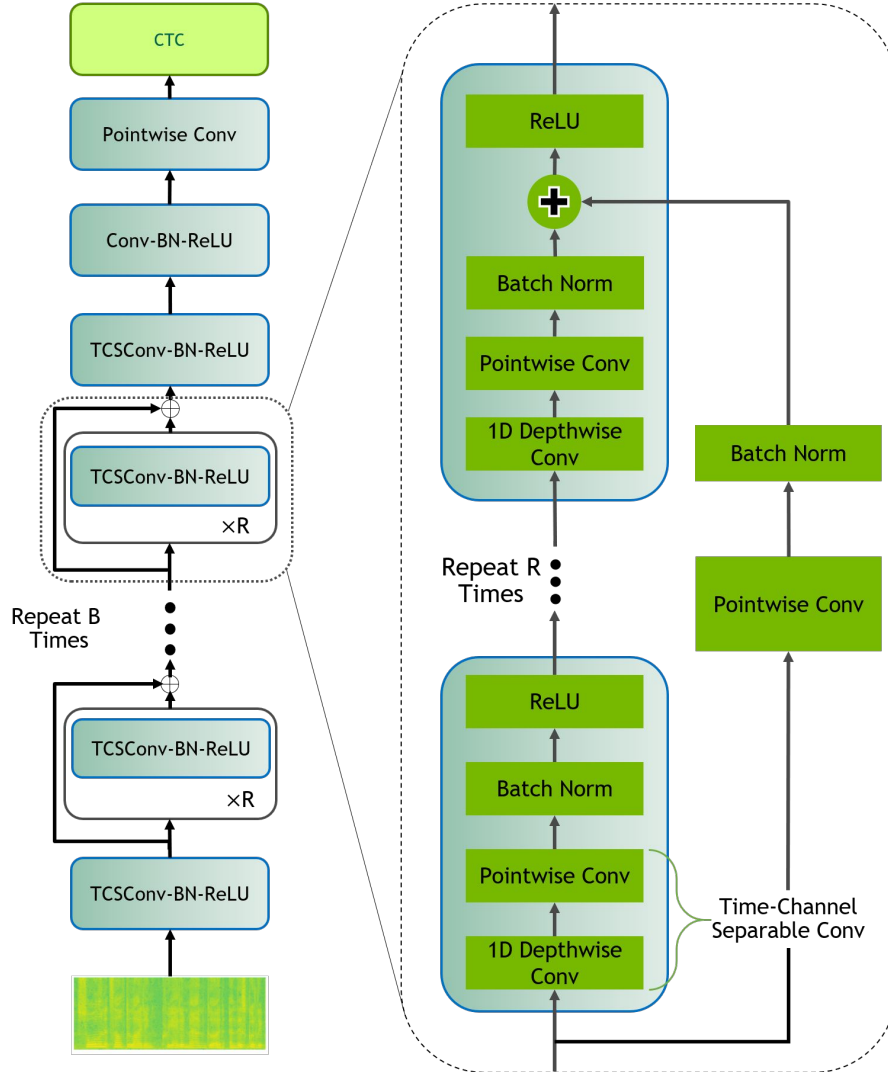 CTC
Pointwise Conv
Conv-BN-ReLU
TCSConv-BN-ReLU
TCSConv-BN-ReLU
×R
Repeat B
Times
TCSConv-BN-ReLU
×R
TCSConv-BN-ReLU
ReLU
Batch Norm
Pointwise Conv
1D Depthwise
Conv
Repeat R
Times
ReLU
Batch Norm
Pointwise Conv
1D Depthwise
Conv
Batch Norm
Pointwise Conv
Time-Channel
Separable Conv